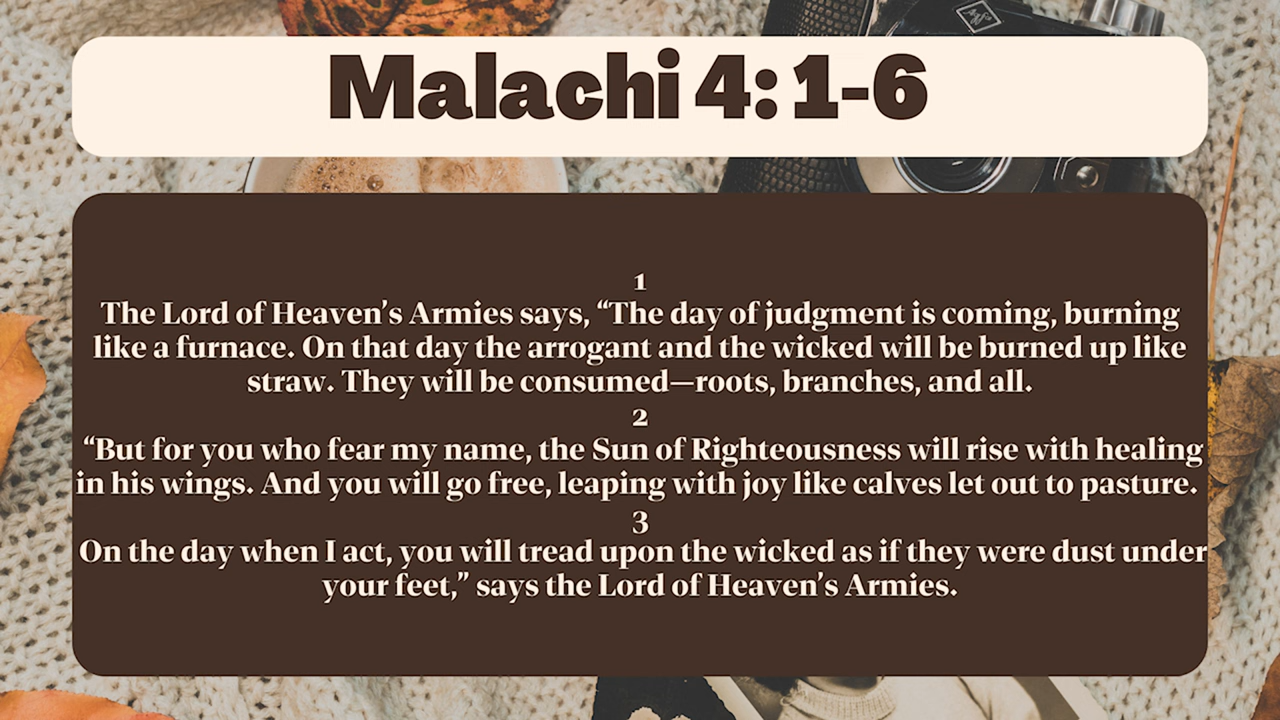 Malachi 4: 1-6
1
The Lord of Heaven’s Armies says, “The day of judgment is coming, burning
like a furnace. On that day the arrogant and the wicked will be burned up like
straw. They will be consumed—roots, branches, and all.
2
“But for you who fear my name, the Sun of Righteousness will rise with healing
in his wings. And you will go free, leaping with joy like calves let out to pasture.
3
On the day when I act, you will tread upon the wicked as if they were dust under
your feet,” says the Lord of Heaven’s Armies.